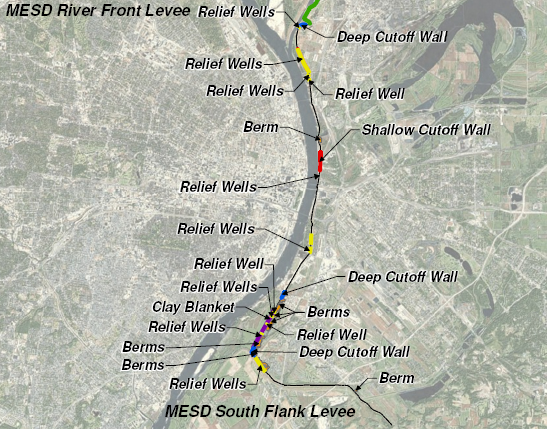 MESD River Front Levee
Relief Wells
Deep Cutoff Wall
Relief Wells
Relief Wells
Relief Well
Berm
Shallow Cutoff Wall
Relief Wells
Relief Wells
Relief Well
Deep Cutoff Wall
Relief Wells
Clay Blanket
Berms
Relief Wells
Relief Well
Berms
Deep Cutoff Wall
Berms
Relief Wells
Berm
MESD South Flank Levee